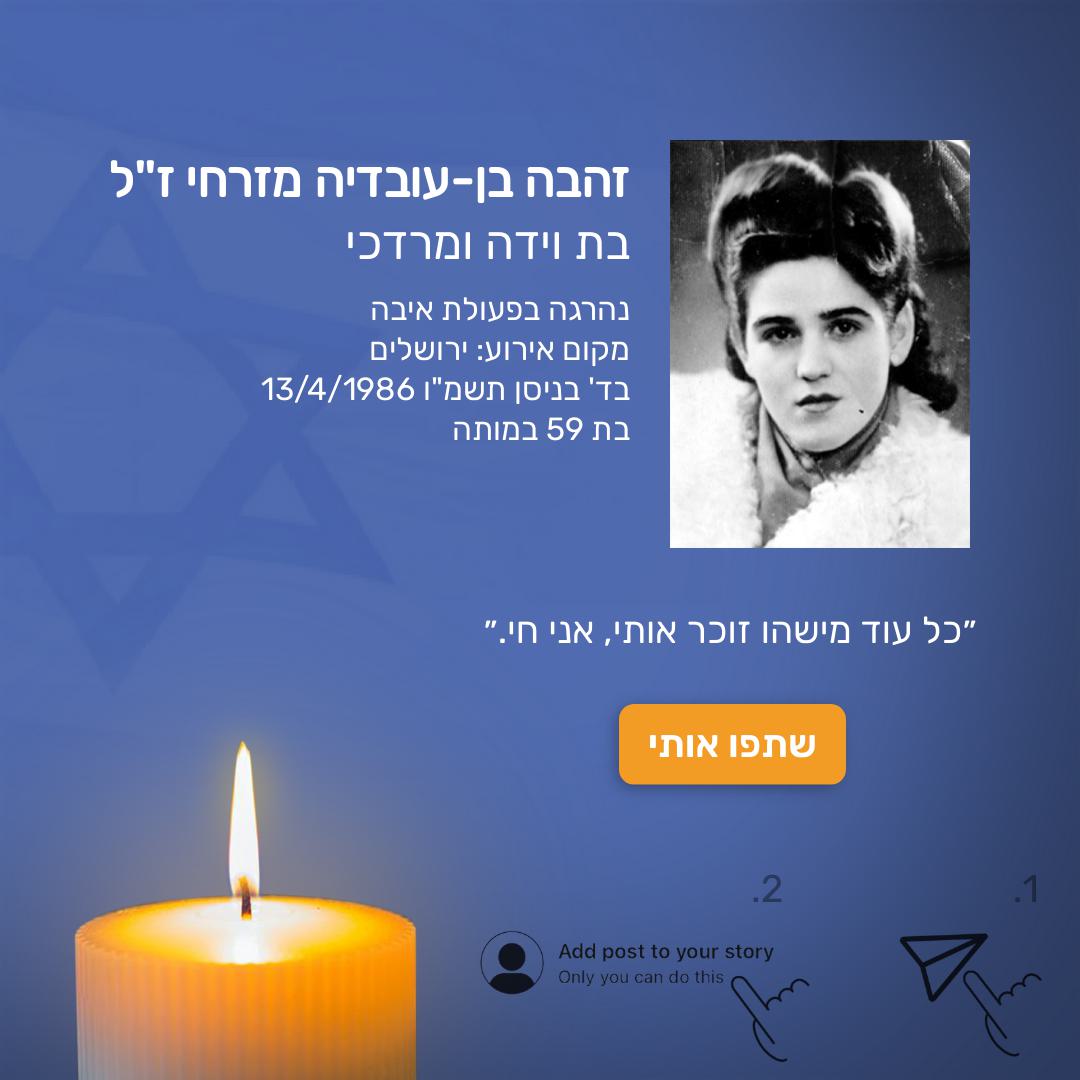 זהבה בן-עובדיה מזרחי ז"ל
בת וידה ומרדכי
נהרגה בפעולת איבה
מקום אירוע: ירושלים
בד' בניסן תשמ"ו 13/4/1986
בת 59 במותה
״כל עוד מישהו זוכר אותי, אני חי.״
שתפו אותי
1.
2.
Add post to your story
Only you can do this